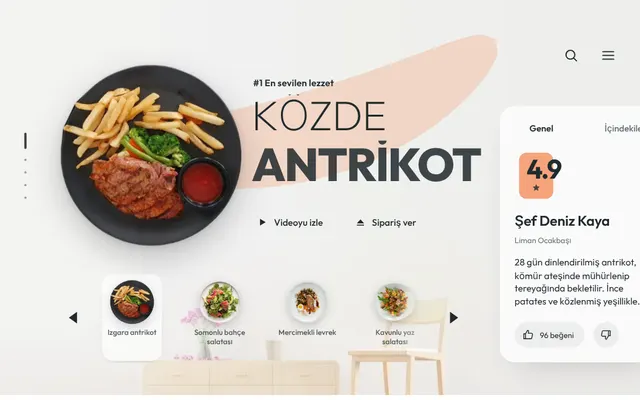 #1 En sevilen lezzet
KÖZDE
ANTRİKOT
Videoyu izle
Sipariş ver
Izgara antrikot
Somonlu bahçe
salatası
Mercimekli levrek
Kavunlu yaz
salatası
Genel
İçindekile
4.9
Şef Deniz Kaya
Liman Ocakbaşı
28 gün dinlendirilmiş antrikot,
kömür ateşinde mühürlenip
tereyağında bekletilir. İnce
patates ve közlenmiş yeşillikle.
96 beğeni